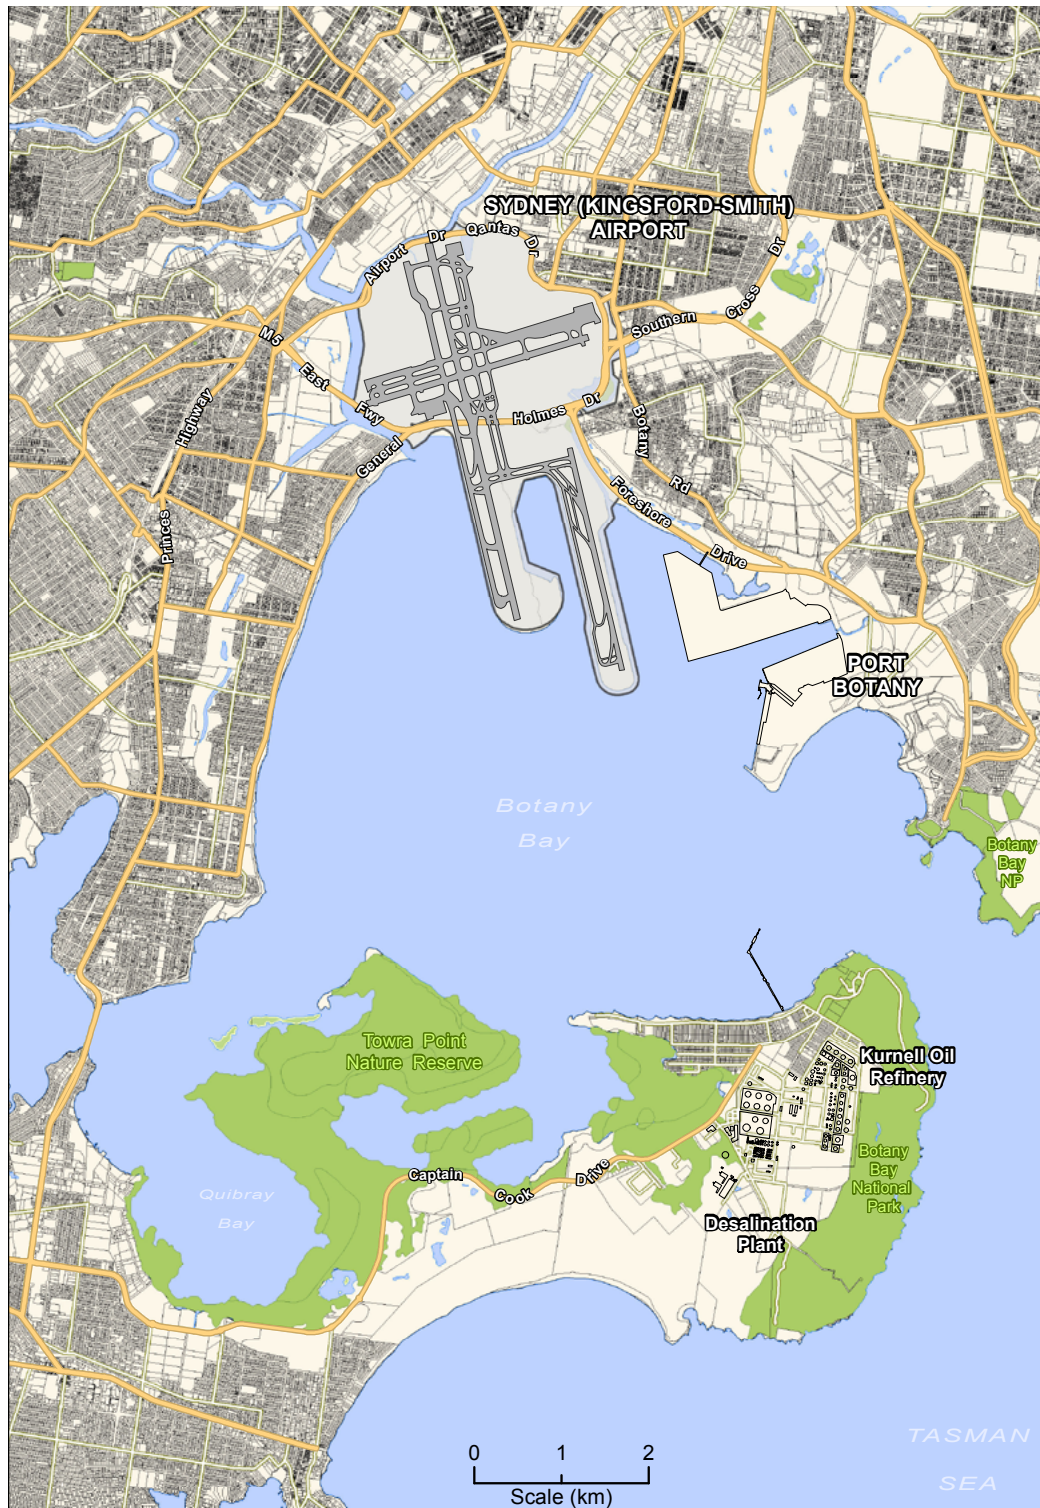 SYDNEY (KINGSFORD-SMITH)
AIRPORT
Airport Dr
Qantas Dr
Southern Cross Dr
M5 East Fwy
General Holmes Dr
Princes Highway
Botany Rd
Foreshore Drive
PORT
BOTANY
Botany
Bay
Botany
Bay
NP
Towra Point
Nature Reserve
Kurnell Oil
Refinery
Botany
Bay
National
Park
Captain Cook Drive
Quibray
Bay
Desalination
Plant
TASMAN
SEA
0 1 2
Scale (km)